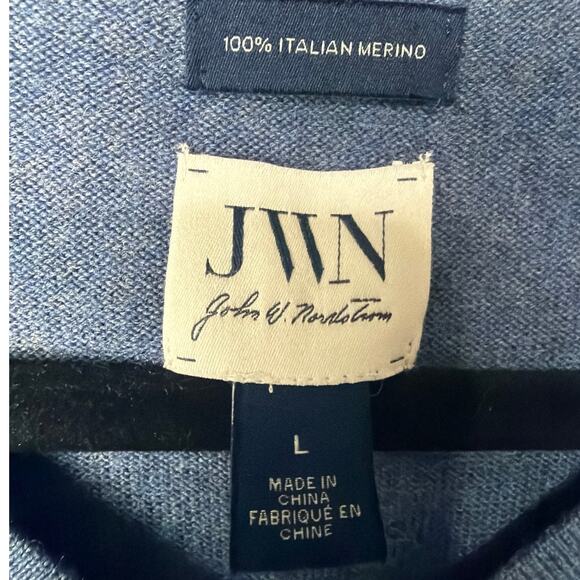 100% ITALIAN MERINO
JWN
John W. Nordstrom
L
MADE IN
CHINA
FABRIQUÉ EN
CHINE